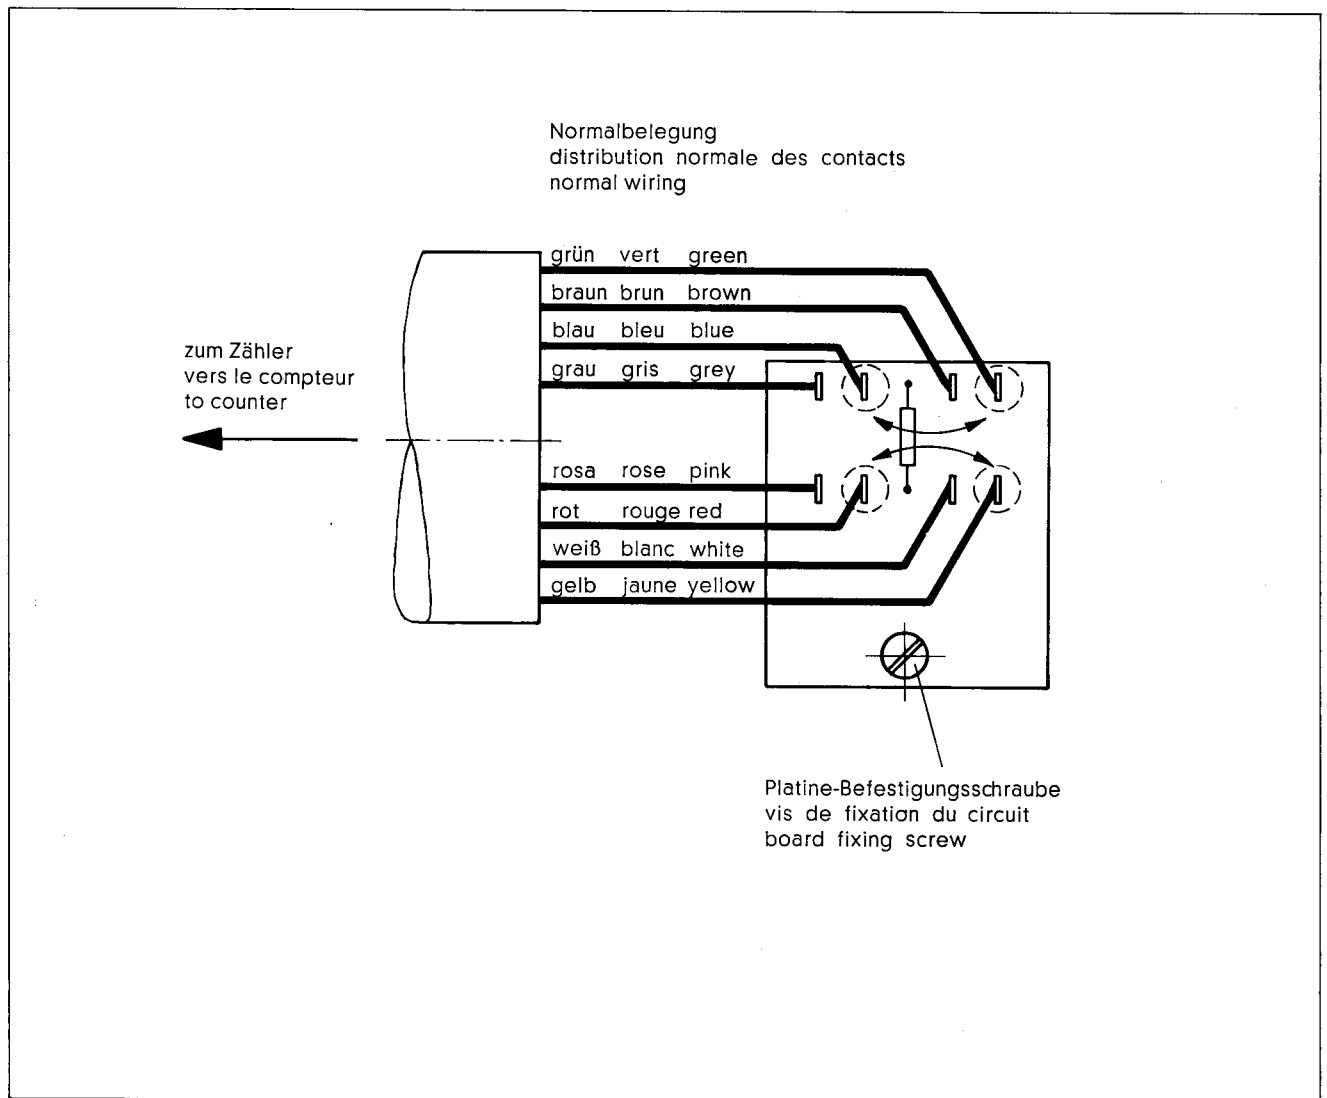 Normalbelegung
distribution normale des contacts
normal wiring
grün vert green
braun brun brown
blau bleu blue
grau gris grey
zum Zähler
vers le compteur
to counter
rosa rose pink
rot rouge red
weiß blanc white
gelb jaune yellow
Platine-Befestigungsschraube
vis de fixation du circuit
board fixing screw